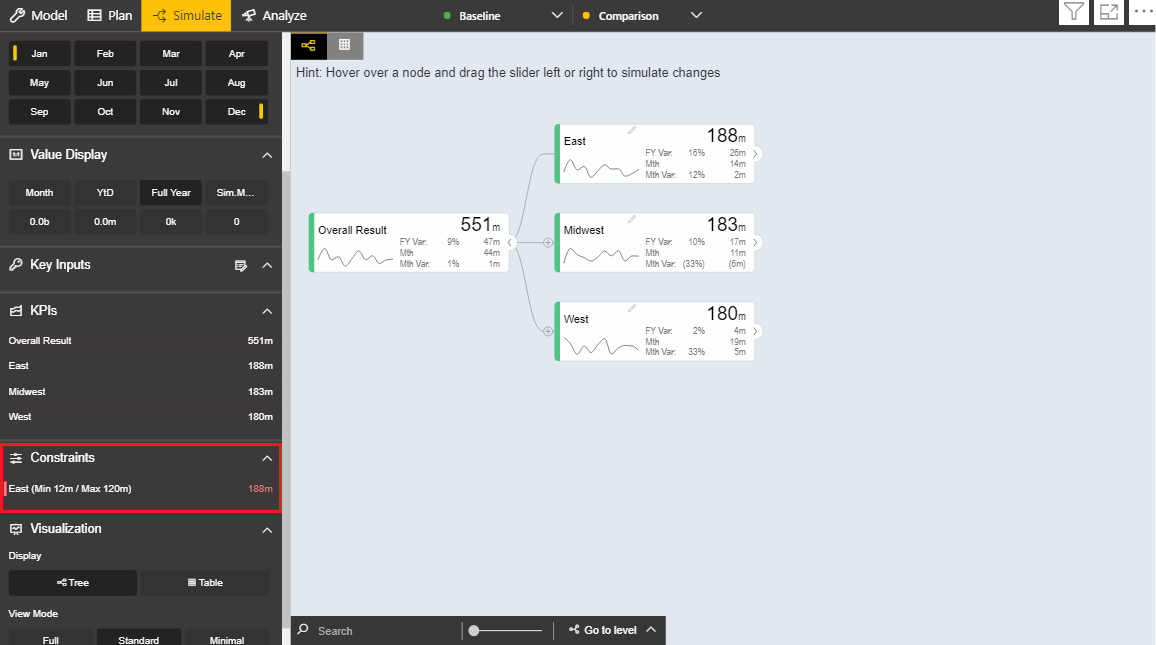 Model Plan Simulate Analyze Baseline Comparison
Jan Feb Mar Apr
May Jun Jul Aug
Sep Oct Nov Dec
Value Display
Month YtD Full Year Sim.M...
0.0b 0.0m 0k 0
Key Inputs
KPIs
Overall Result 551m
East 188m
Midwest 183m
West 180m
Constraints
East (Min 12m / Max 120m) 188m
Visualization
Display
Tree Table
View Mode
Full Standard Minimal
Hint: Hover over a node and drag the slider left or right to simulate changes
Overall Result 551m
FY Var: 9% 47m
Mth 44m
Mth Var: 1% 1m
East 188m
FY Var: 16% 26m
Mth 14m
Mth Var: 12% 2m
Midwest 183m
FY Var: 10% 17m
Mth 11m
Mth Var: (33%) (6m)
West 180m
FY Var: 2% 4m
Mth 19m
Mth Var: 33% 5m
Search Go to level